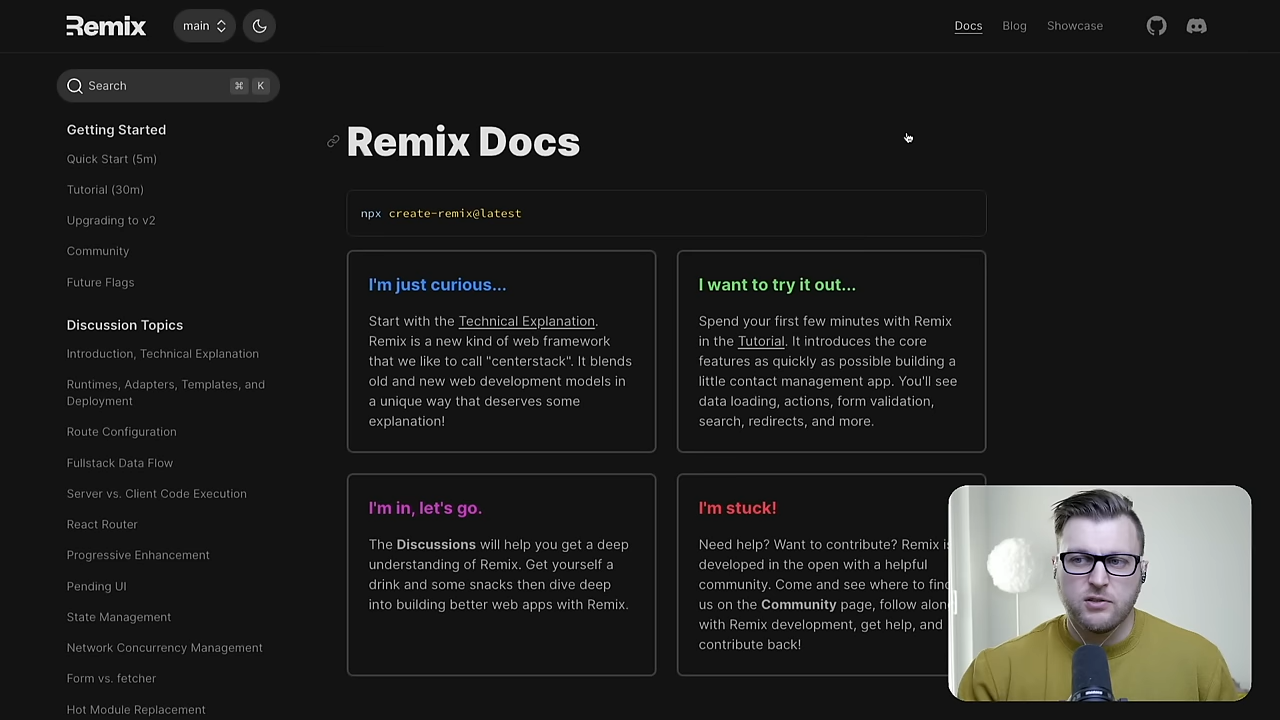 Remix
main
Docs
Blog
Showcase
Search
⌘
K
Getting Started
Quick Start (5m)
Tutorial (30m)
Upgrading to v2
Community
Future Flags
Discussion Topics
Introduction, Technical Explanation
Runtimes, Adapters, Templates, and
Deployment
Route Configuration
Fullstack Data Flow
Server vs. Client Code Execution
React Router
Progressive Enhancement
Pending UI
State Management
Network Concurrency Management
Form vs. fetcher
Hot Module Replacement
Remix Docs
npx create-remix@latest
I'm just curious...
Start with the Technical Explanation.
Remix is a new kind of web framework
that we like to call "centerstack". It blends
old and new web development models in
a unique way that deserves some
explanation!
I want to try it out...
Spend your first few minutes with Remix
in the Tutorial. It introduces the core
features as quickly as possible building a
little contact management app. You'll see
data loading, actions, form validation,
search, redirects, and more.
I'm in, let's go.
The Discussions will help you get a deep
understanding of Remix. Get yourself a
drink and some snacks then dive deep
into building better web apps with Remix.
I'm stuck!
Need help? Want to contribute? Remix is
developed in the open with a helpful
community. Come and see where to find
us on the Community page, follow along
with Remix development, get help, and
contribute back!